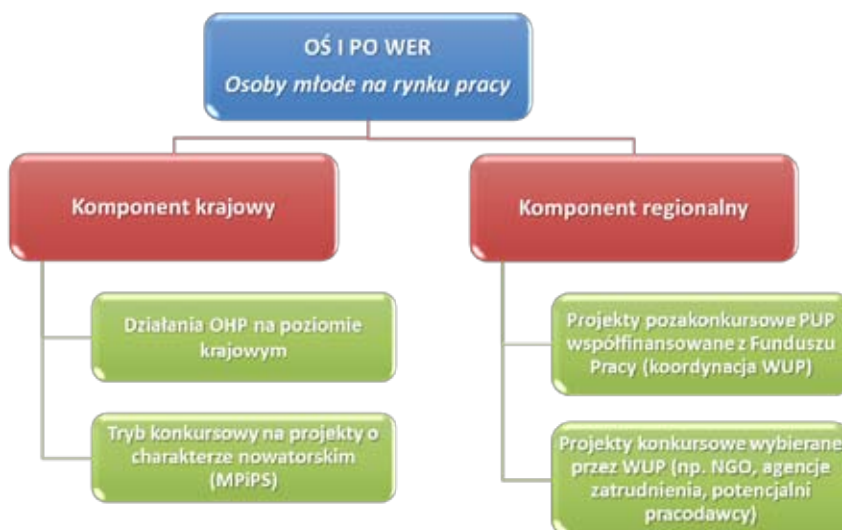 OŚ I PO WER
Osoby młode na rynku pracy
Komponent krajowy
Działania OHP na poziomie
krajowym
Tryb konkursowy na projekty o
charakterze nowatorskim
(MPiPS)
Komponent regionalny
Projekty pozakonkursowe PUP
współfinansowane z Funduszu
Pracy (koordynacja WUP)
Projekty konkursowe wybierane
przez WUP (np. NGO, agencje
zatrudnienia, potencjalni
pracodawcy)